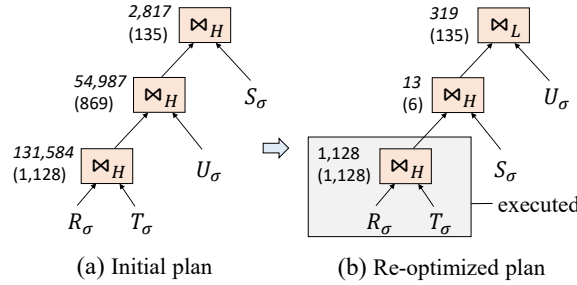 2,817
(135)
⋈H
54,987
(869)
⋈H
Sσ
131,584
(1,128)
⋈H
Uσ
Rσ
Tσ
(a) Initial plan
319
(135)
⋈L
13
(6)
⋈H
Uσ
1,128
(1,128)
⋈H
Sσ
Rσ
Tσ
executed
(b) Re-optimized plan